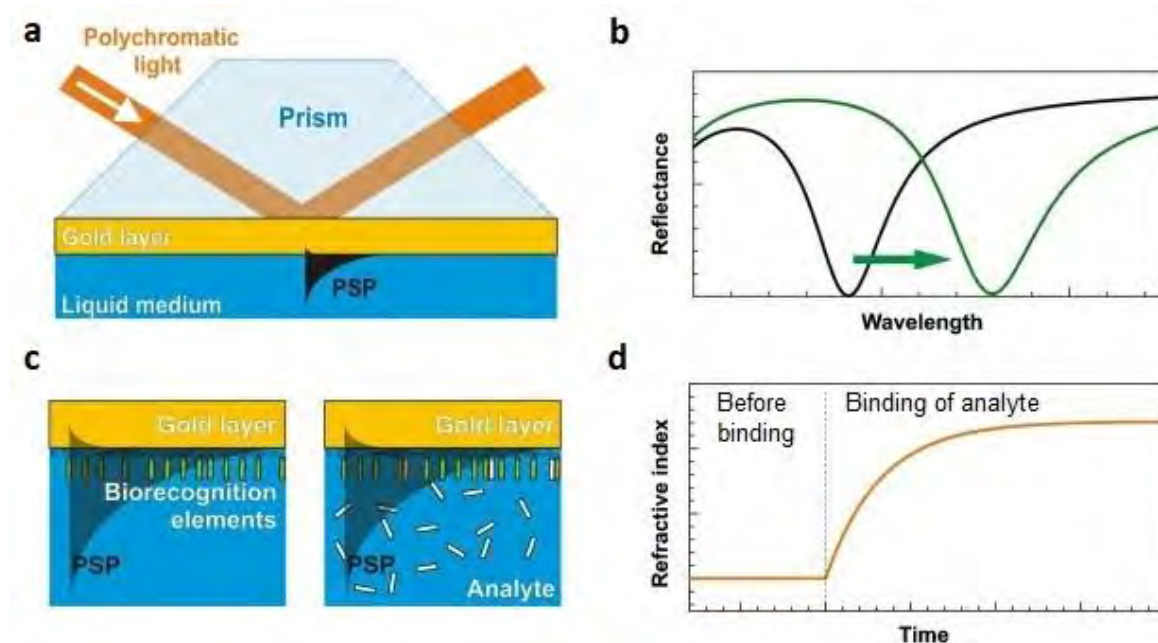 a
Polychromatic
light
Prism
Gold layer
PSP
Liquid medium
b
Reflectance
Wavelength
c
Gold layer
Biorecognition
elements
PSP
Gold layer
PSP
Analyte
d
Before
binding
Binding of analyte
Refractive index
Time